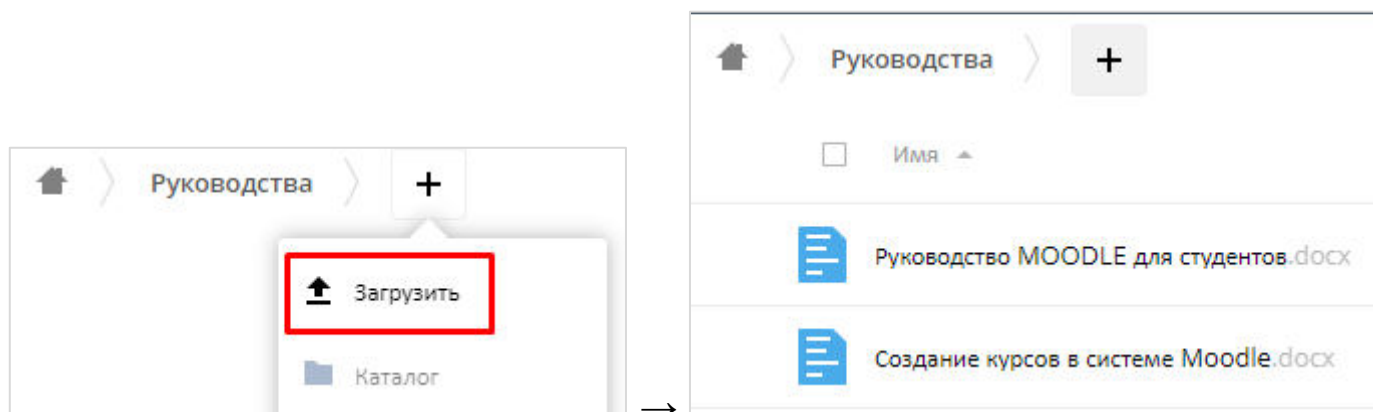 Руководства +
Загрузить
Каталог
→
Руководства +
Имя
Руководство MOODLE для студентов.docx
Создание курсов в системе Moodle.docx